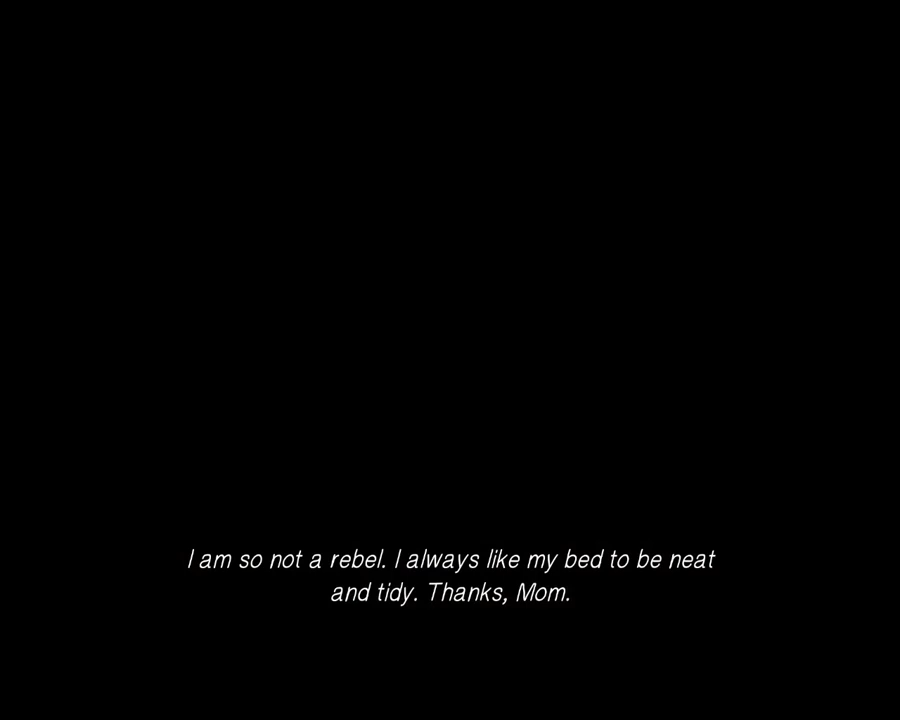 I am so not a rebel. I always like my bed to be neat
and tidy. Thanks, Mom.